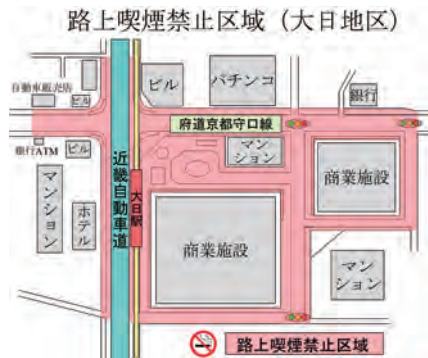 路上喫煙禁止区域（大日地区）
自動車販売店
ビル
ビル
パチンコ
銀行
府道京都守口線
銀行ATM
ビル
マンション
商業施設
マンション
ホテル
近畿自動車道
大日駅
商業施設
マンション
路上喫煙禁止区域